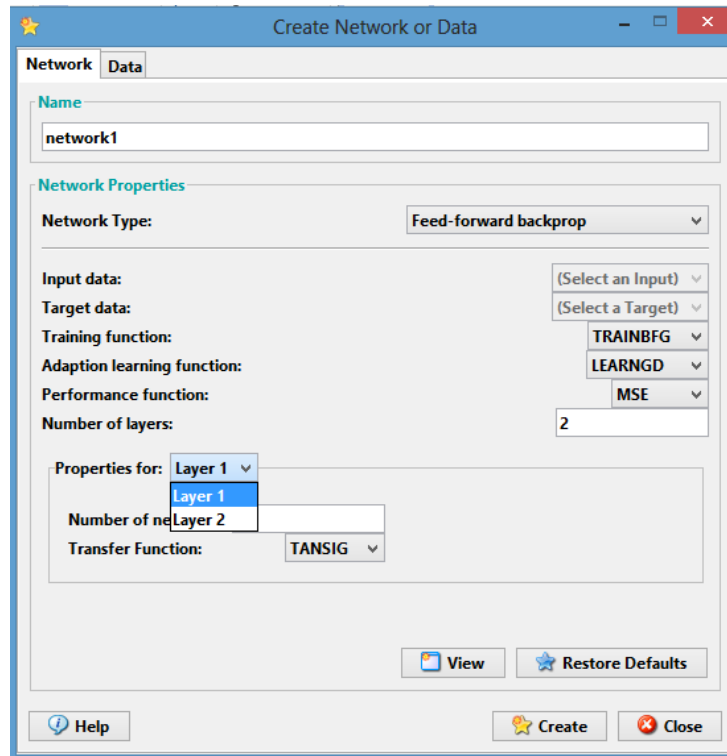 Create Network or Data
Network Data
Name
network1
Network Properties
Network Type: Feed-forward backprop
Input data: (Select an Input)
Target data: (Select a Target)
Training function: TRAINBFG
Adaption learning function: LEARNGD
Performance function: MSE
Number of layers: 2
Properties for: Layer 1
Layer 1
Number of ne Layer 2
Transfer Function: TANSIG
View Restore Defaults
Help Create Close